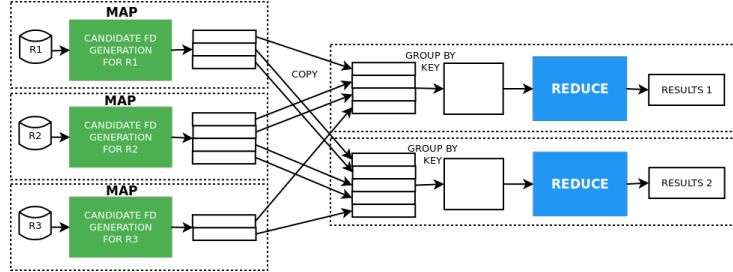 MAP
R1
CANDIDATE FD
GENERATION
FOR R1
COPY
GROUP BY
KEY
REDUCE
RESULTS 1
MAP
R2
CANDIDATE FD
GENERATION
FOR R2
GROUP BY
KEY
REDUCE
RESULTS 2
MAP
R3
CANDIDATE FD
GENERATION
FOR R3